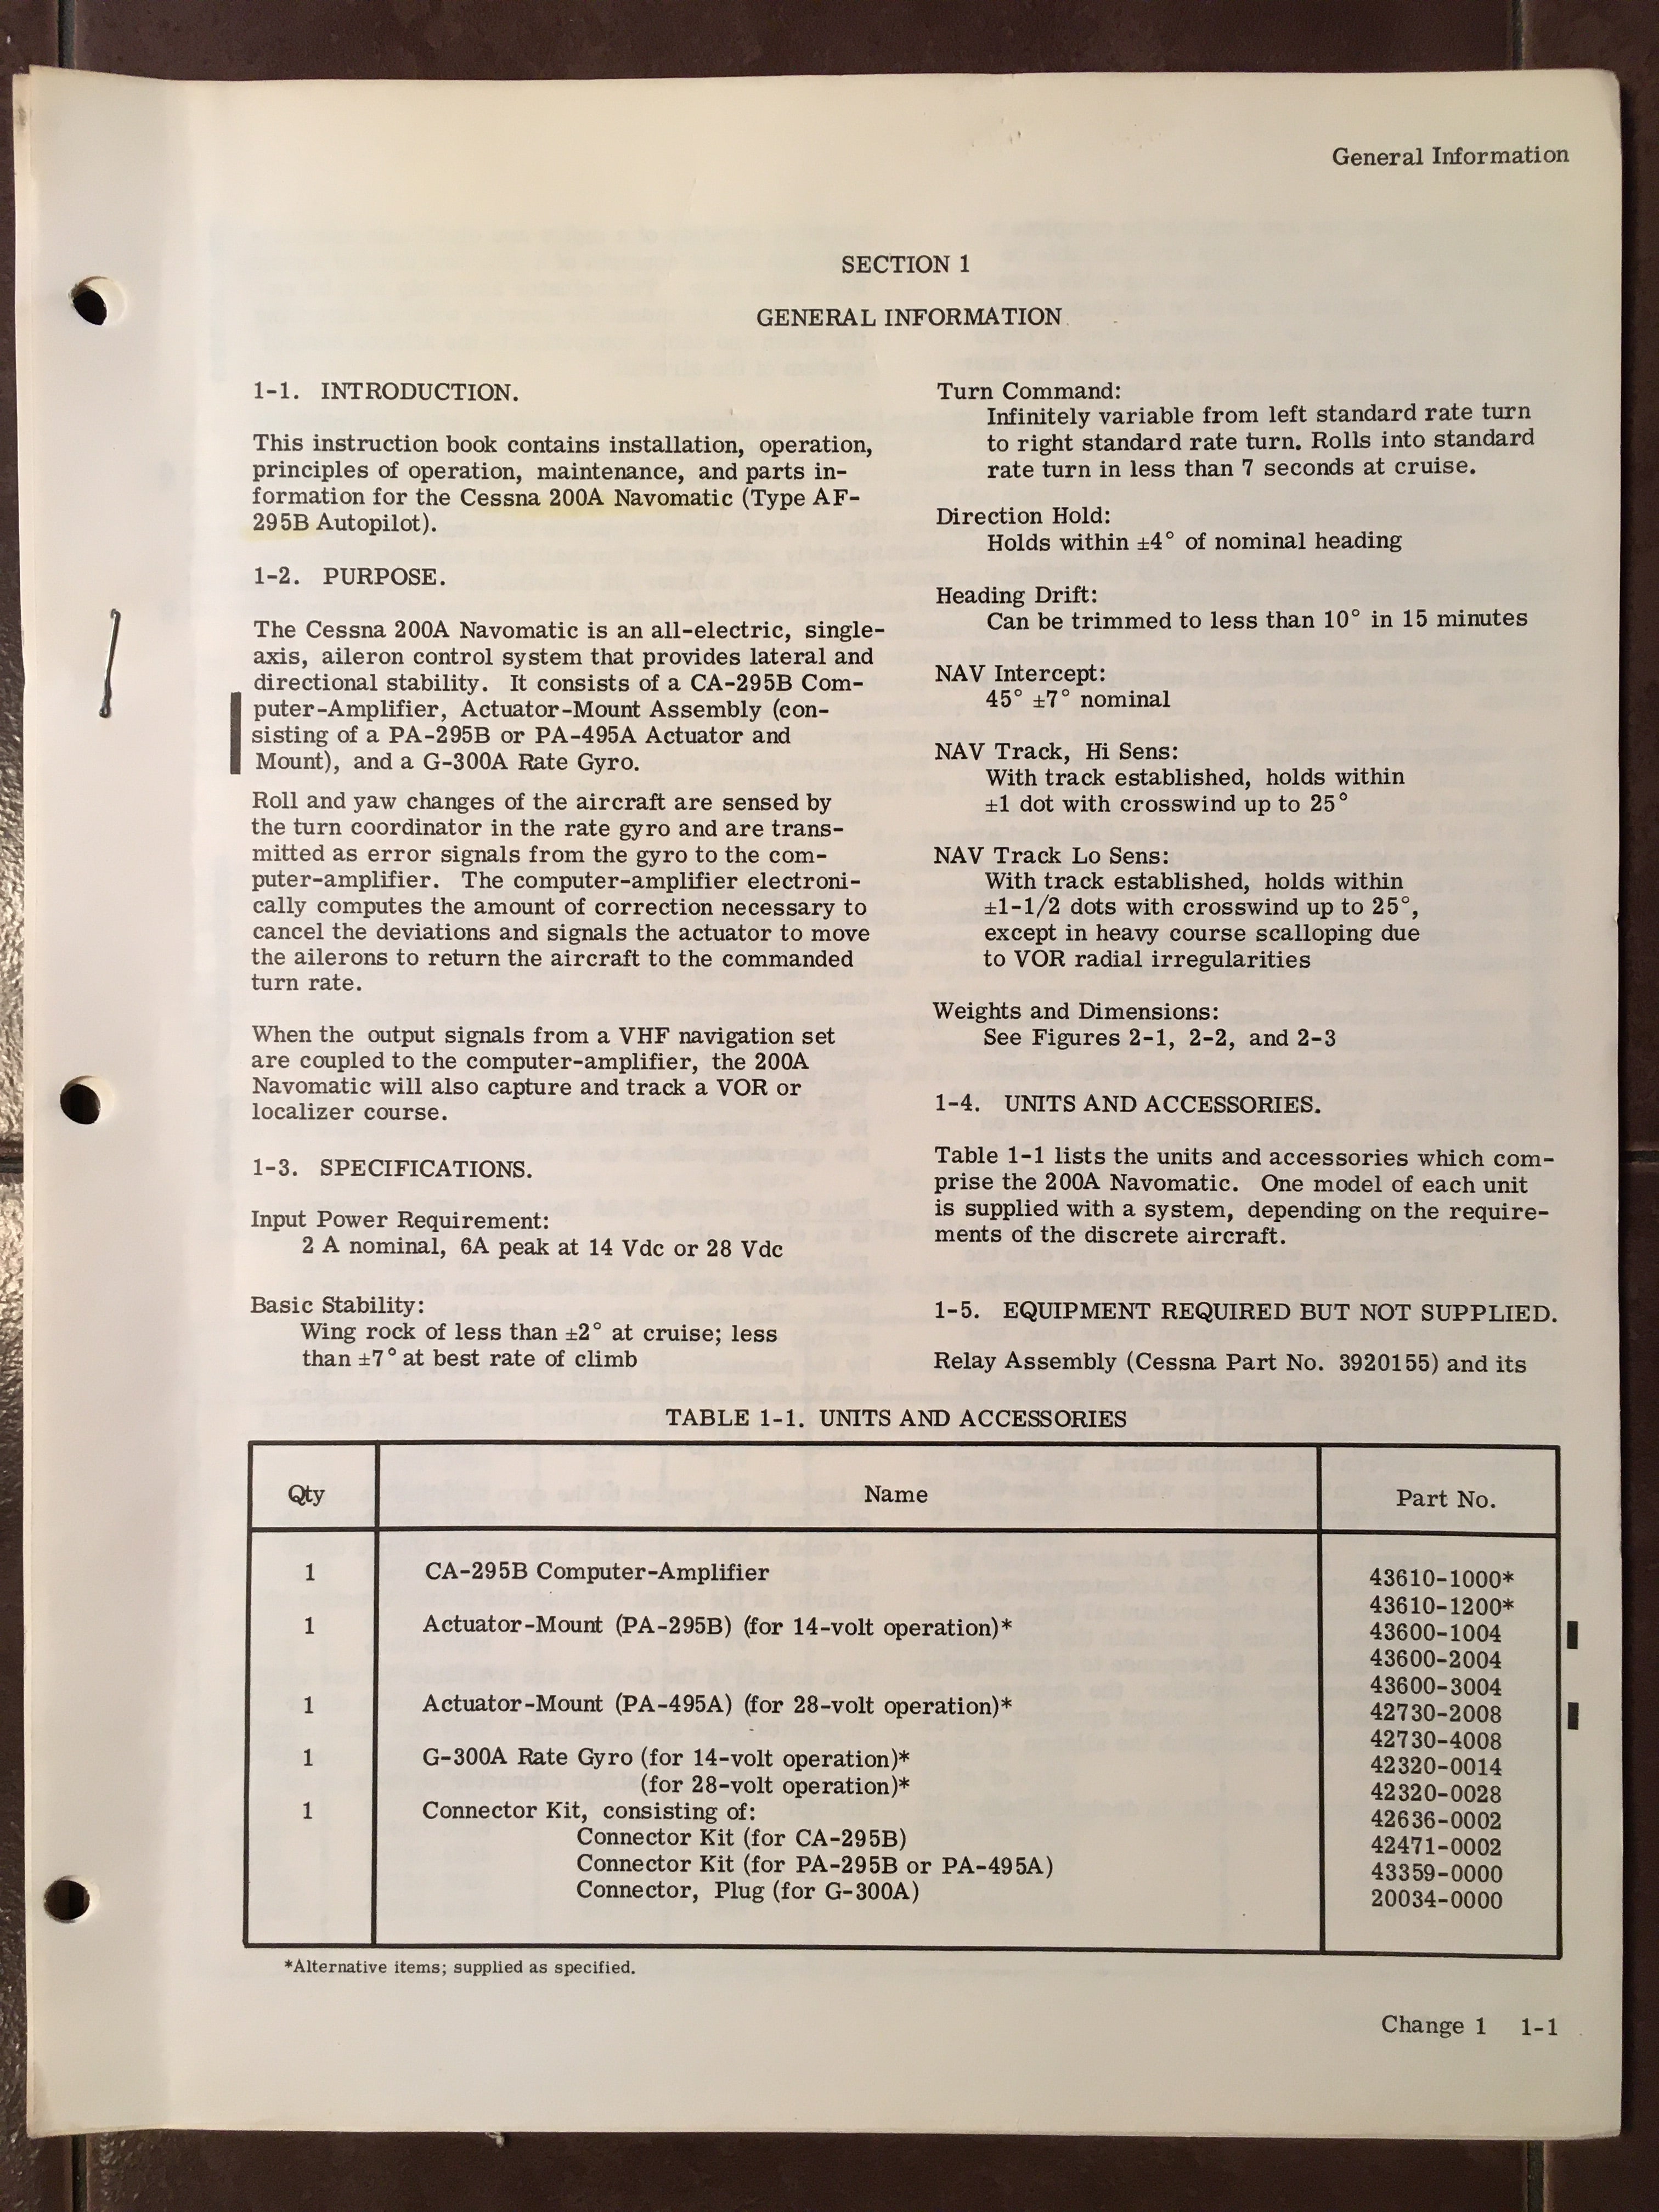 General Information
SECTION 1
GENERAL INFORMATION
1-1. INTRODUCTION.
This instruction book contains installation, operation,
principles of operation, maintenance, and parts in-
formation for the Cessna 200A Navomatic (Type AF-
295B Autopilot).
1-2. PURPOSE.
The Cessna 200A Navomatic is an all-electric, single-
axis, aileron control system that provides lateral and
directional stability. It consists of a CA-295B Com-
puter-Amplifier, Actuator-Mount Assembly (con-
sisting of a PA-295B or PA-495A Actuator and
Mount), and a G-300A Rate Gyro.
Roll and yaw changes of the aircraft are sensed by
the turn coordinator in the rate gyro and are trans-
mitted as error signals from the gyro to the com-
puter-amplifier. The computer-amplifier electroni-
cally computes the amount of correction necessary to
cancel the deviations and signals the actuator to move
the ailerons to return the aircraft to the commanded
turn rate.
When the output signals from a VHF navigation set
are coupled to the computer-amplifier, the 200A
Navomatic will also capture and track a VOR or
localizer course.
1-3. SPECIFICATIONS.
Input Power Requirement:
2 A nominal, 6A peak at 14 Vdc or 28 Vdc
Basic Stability:
Wing rock of less than ±2° at cruise; less
than ±7° at best rate of climb
Turn Command:
Infinitely variable from left standard rate turn
to right standard rate turn. Rolls into standard
rate turn in less than 7 seconds at cruise.
Direction Hold:
Holds within ±4° of nominal heading
Heading Drift:
Can be trimmed to less than 10° in 15 minutes
NAV Intercept:
45° ±7° nominal
NAV Track, Hi Sens:
With track established, holds within
±1 dot with crosswind up to 25°
NAV Track Lo Sens:
With track established, holds within
±1-1/2 dots with crosswind up to 25°,
except in heavy course scalloping due
to VOR radial irregularities
Weights and Dimensions:
See Figures 2-1, 2-2, and 2-3
1-4. UNITS AND ACCESSORIES.
Table 1-1 lists the units and accessories which com-
prise the 200A Navomatic. One model of each unit
is supplied with a system, depending on the require-
ments of the discrete aircraft.
1-5. EQUIPMENT REQUIRED BUT NOT SUPPLIED.
Relay Assembly (Cessna Part No. 3920155) and its
TABLE 1-1. UNITS AND ACCESSORIES
Qty Name Part No.
1 CA-295B Computer-Amplifier 43610-1000*
43610-1200*
1 Actuator-Mount (PA-295B) (for 14-volt operation)* 43600-1004
43600-2004
43600-3004
1 Actuator-Mount (PA-495A) (for 28-volt operation)* 42730-2008
42730-4008
1 G-300A Rate Gyro (for 14-volt operation)* 42320-0014
(for 28-volt operation)* 42320-0028
1 Connector Kit, consisting of: 42636-0002
Connector Kit (for CA-295B) 42471-0002
Connector Kit (for PA-295B or PA-495A) 43359-0000
Connector, Plug (for G-300A) 20034-0000
*Alternative items; supplied as specified.
Change 1 1-1